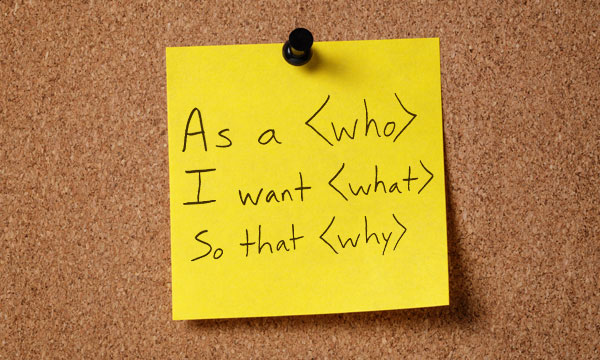 As a <who>
I want <what>
So that <why>